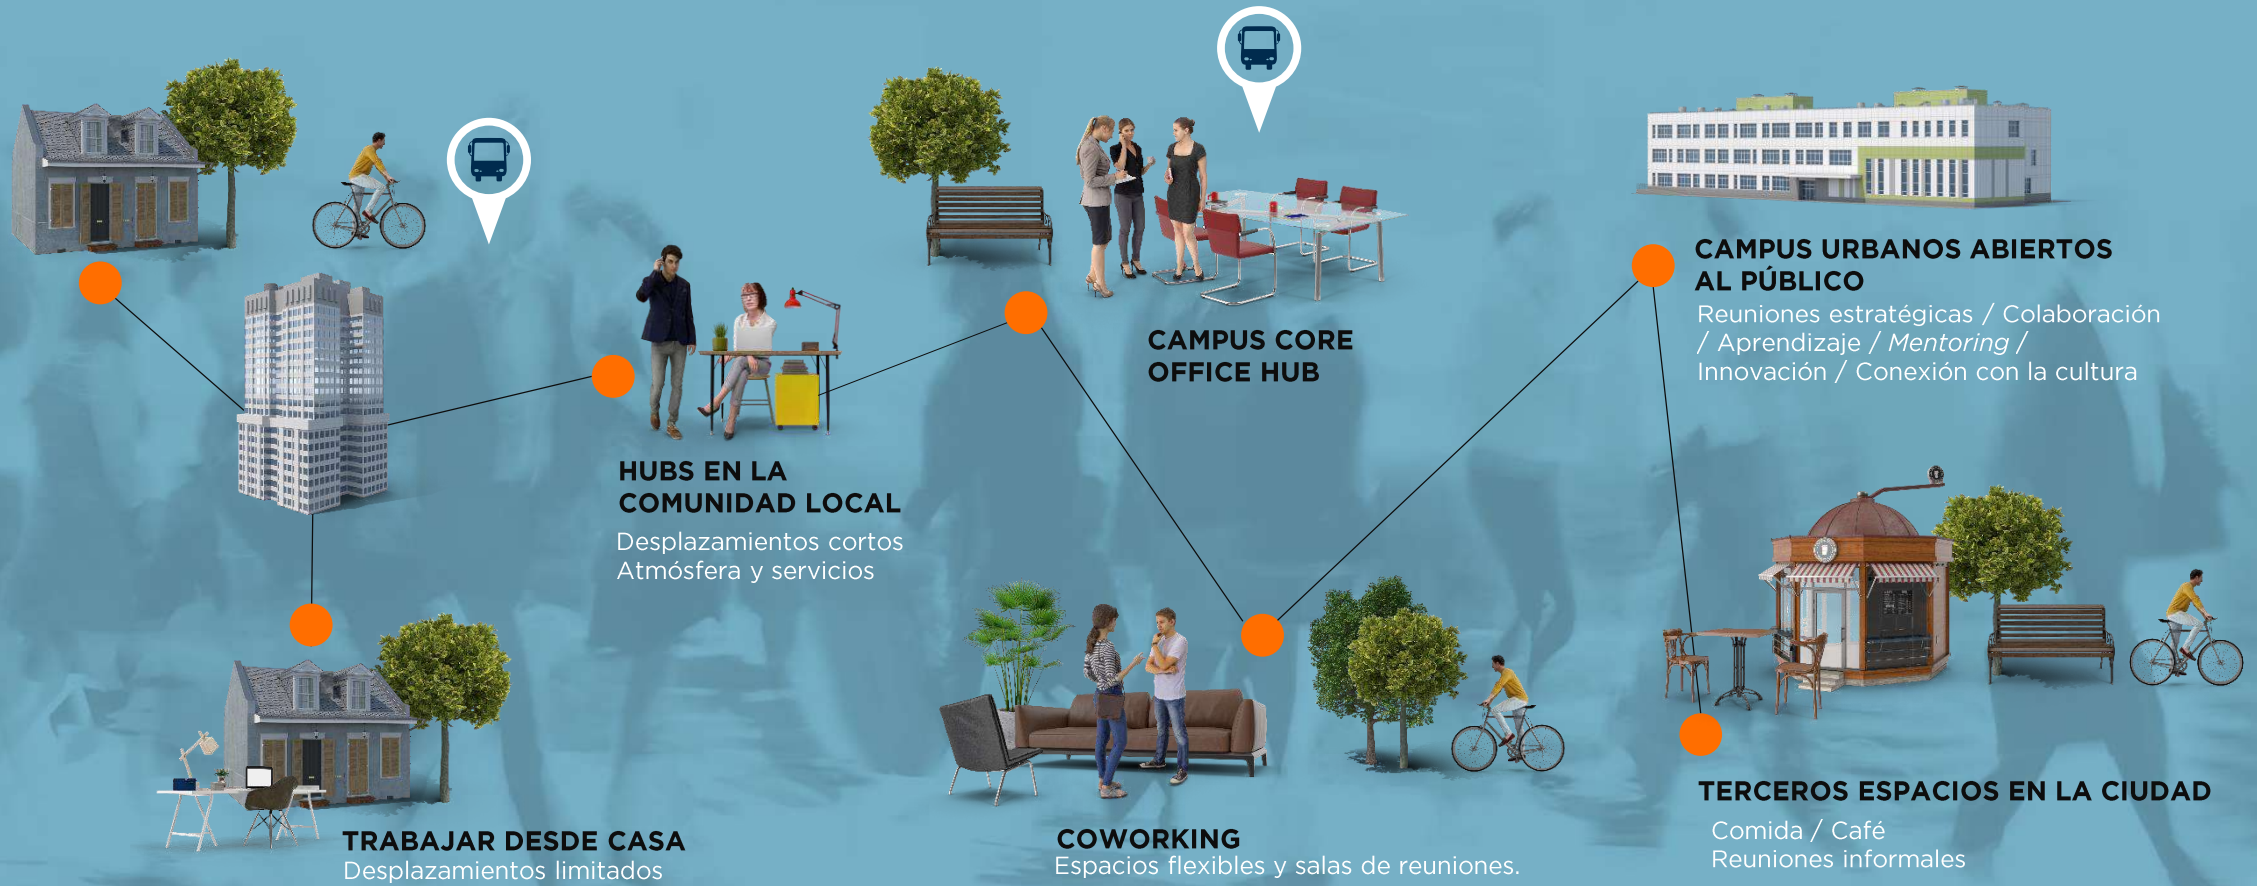 HUBS EN LA
COMUNIDAD LOCAL
Desplazamientos cortos
Atmósfera y servicios
TRABAJAR DESDE CASA
Desplazamientos limitados
CAMPUS CORE
OFFICE HUB
COWORKING
Espacios flexibles y salas de reuniones.
CAMPUS URBANOS ABIERTOS
AL PÚBLICO
Reuniones estratégicas / Colaboración
/ Aprendizaje / Mentoring /
Innovación / Conexión con la cultura
TERCEROS ESPACIOS EN LA CIUDAD
Comida / Café
Reuniones informales